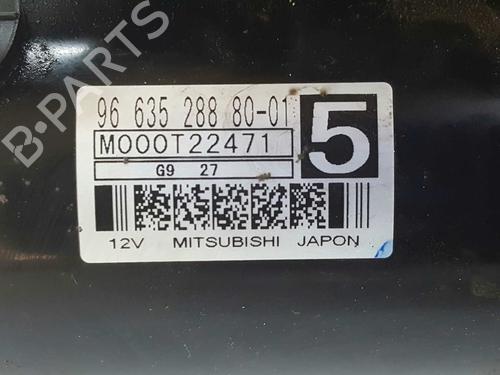 96 635 288 80-01
5
M000T22471
G9 27
12V MITSUBISHI JAPON
B-PARTS